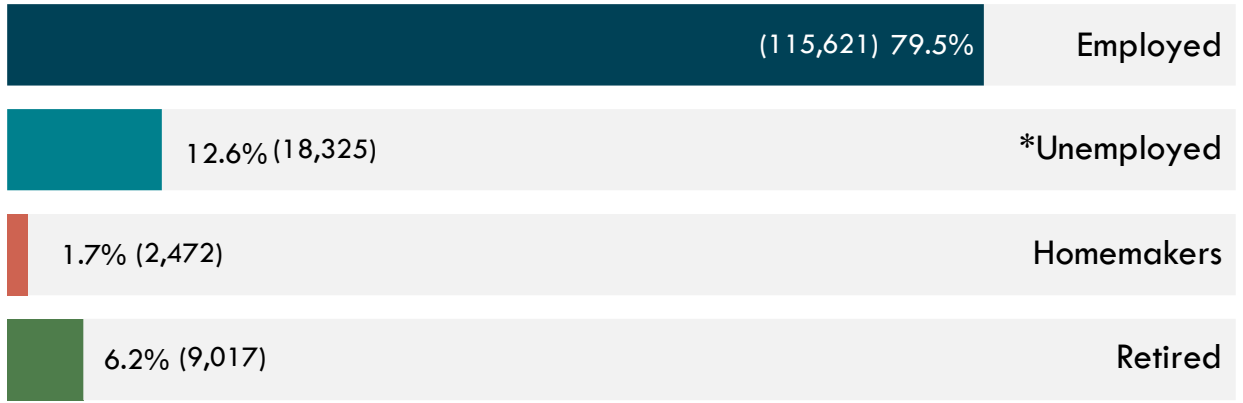 (115,621) 79.5% Employed
12.6% (18,325) *Unemployed
1.7% (2,472) Homemakers
6.2% (9,017) Retired